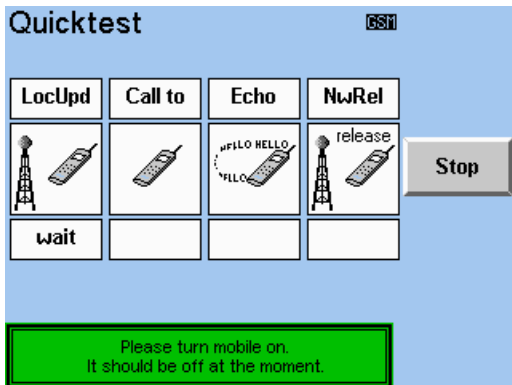 Quicktest
GSM
LocUpd
Call to
Echo
NwRel
HELLO HELLO
release
Stop
wait
Please turn mobile on.
It should be off at the moment.